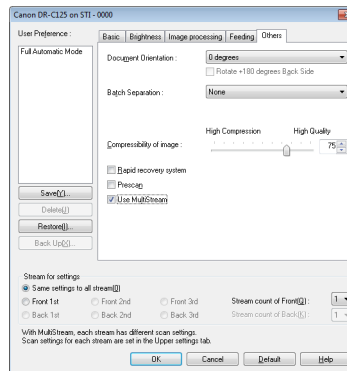 Canon DR-C125 on STI - 0000
User Preference :
Full Automatic Mode
Save(Y)...
Delete(J)
Restore(I)...
Back Up(X)...
Basic Brightness Image processing Feeding Others
Document Orientation : 0 degrees
Rotate +180 degrees Back Side
Batch Separation : None
High Compression High Quality
Compressibility of image : 75
Rapid recovery system
Prescan
Use MultiStream
Stream for settings
Same settings to all stream(0)
Front 1st Front 2nd Front 3rd Stream count of Front(Q) : 1
Back 1st Back 2nd Back 3rd Stream count of Back(K) : 1
With MultiStream, each stream has different scan settings.
Scan settings for each stream are set in the Upper settings tab.
OK Cancel Default Help